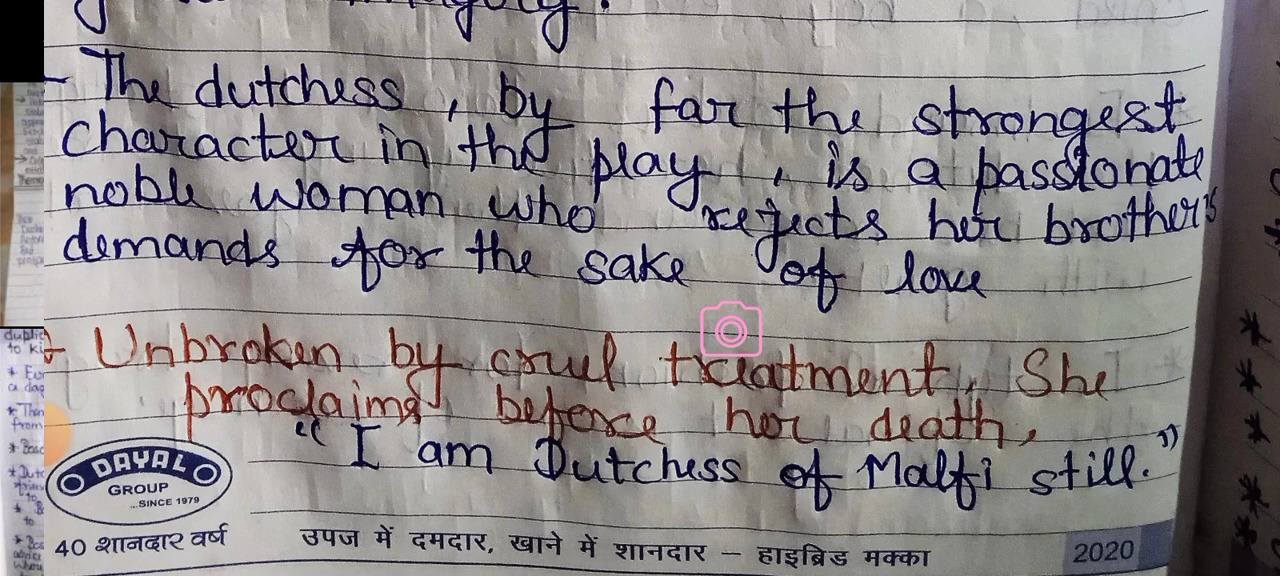 - The dutchess, by far the strongest
character in the play, is a passionate
noble woman who rejects her brother's
demands for the sake of love
Unbroken by cruel treatment, She
proclaims before her death,
"I am Dutchess of Malfi still."
DAYAL
GROUP
...SINCE 1979
40 शानदार वर्ष
उपज में दमदार, खाने में शानदार – हाइब्रिड मक्का
2020